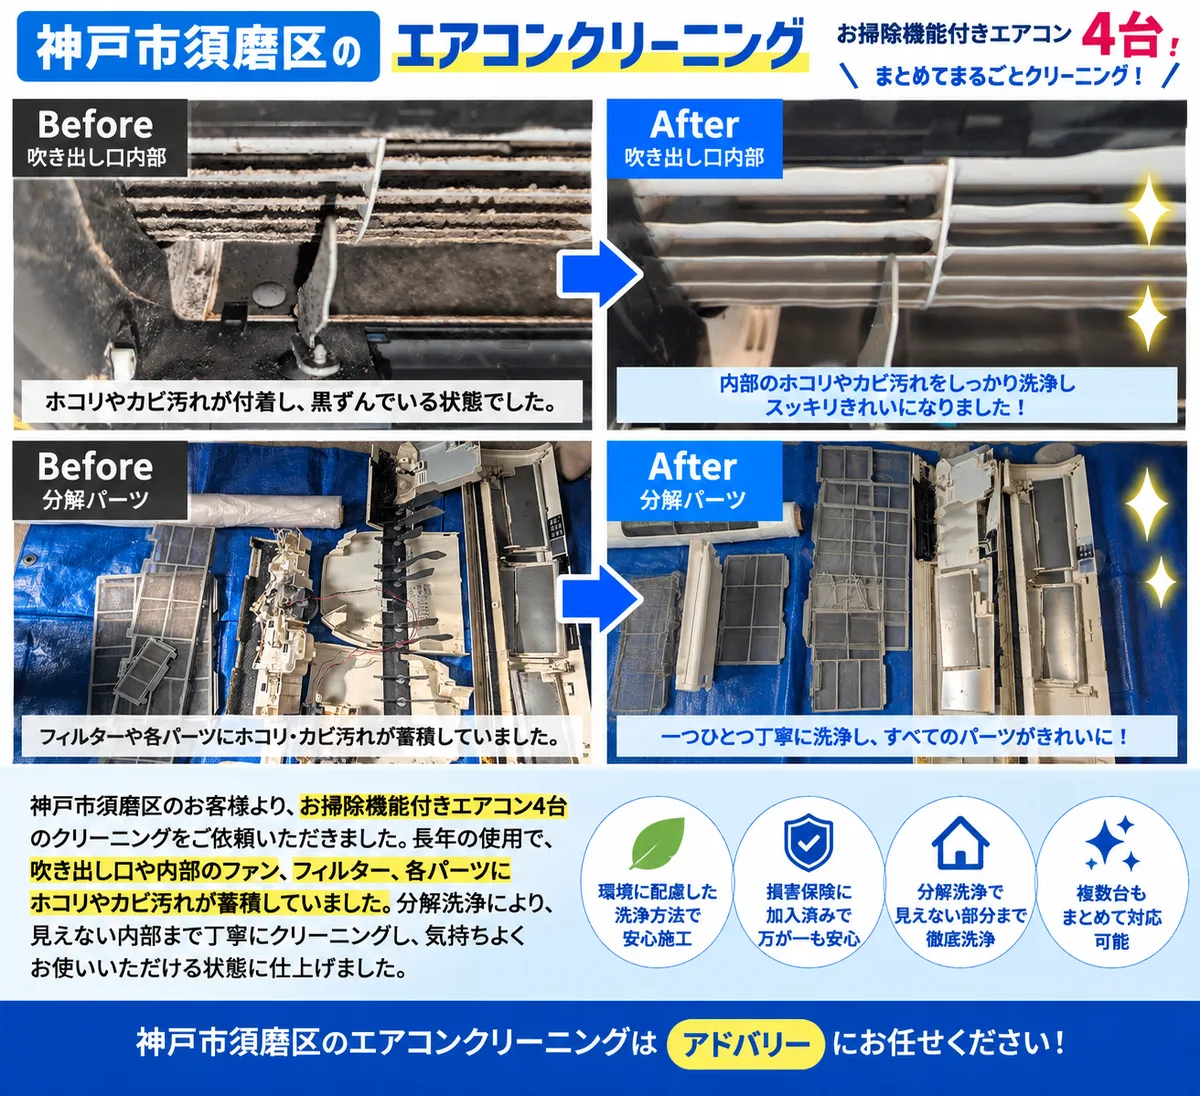 神戸市須磨区の エアコンクリーニング
お掃除機能付きエアコン 4台!
まとめてまるごとクリーニング!
Before
吹き出し口内部
After
吹き出し口内部
ホコリやカビ汚れが付着し、黒ずんでいる状態でした。
内部のホコリやカビ汚れをしっかり洗浄し
スッキリきれいになりました!
Before
分解パーツ
After
分解パーツ
フィルターや各パーツにホコリ・カビ汚れが蓄積していました。
一つひとつ丁寧に洗浄し、すべてのパーツがきれいに!
神戸市須磨区のお客様より、お掃除機能付きエアコン4台
のクリーニングをご依頼いただきました。長年の使用で、
吹き出し口や内部のファン、フィルター、各パーツに
ホコリやカビ汚れが蓄積していました。分解洗浄により、
見えない内部まで丁寧にクリーニングし、気持ちよく
お使いいただける状態に仕上げました。
環境に配慮した
洗浄方法で
安心施工
損害保険に
加入済みで
万が一も安心
分解洗浄で
見えない部分まで
徹底洗浄
複数台も
まとめて対応
可能
神戸市須磨区のエアコンクリーニングは アドバリー にお任せください!